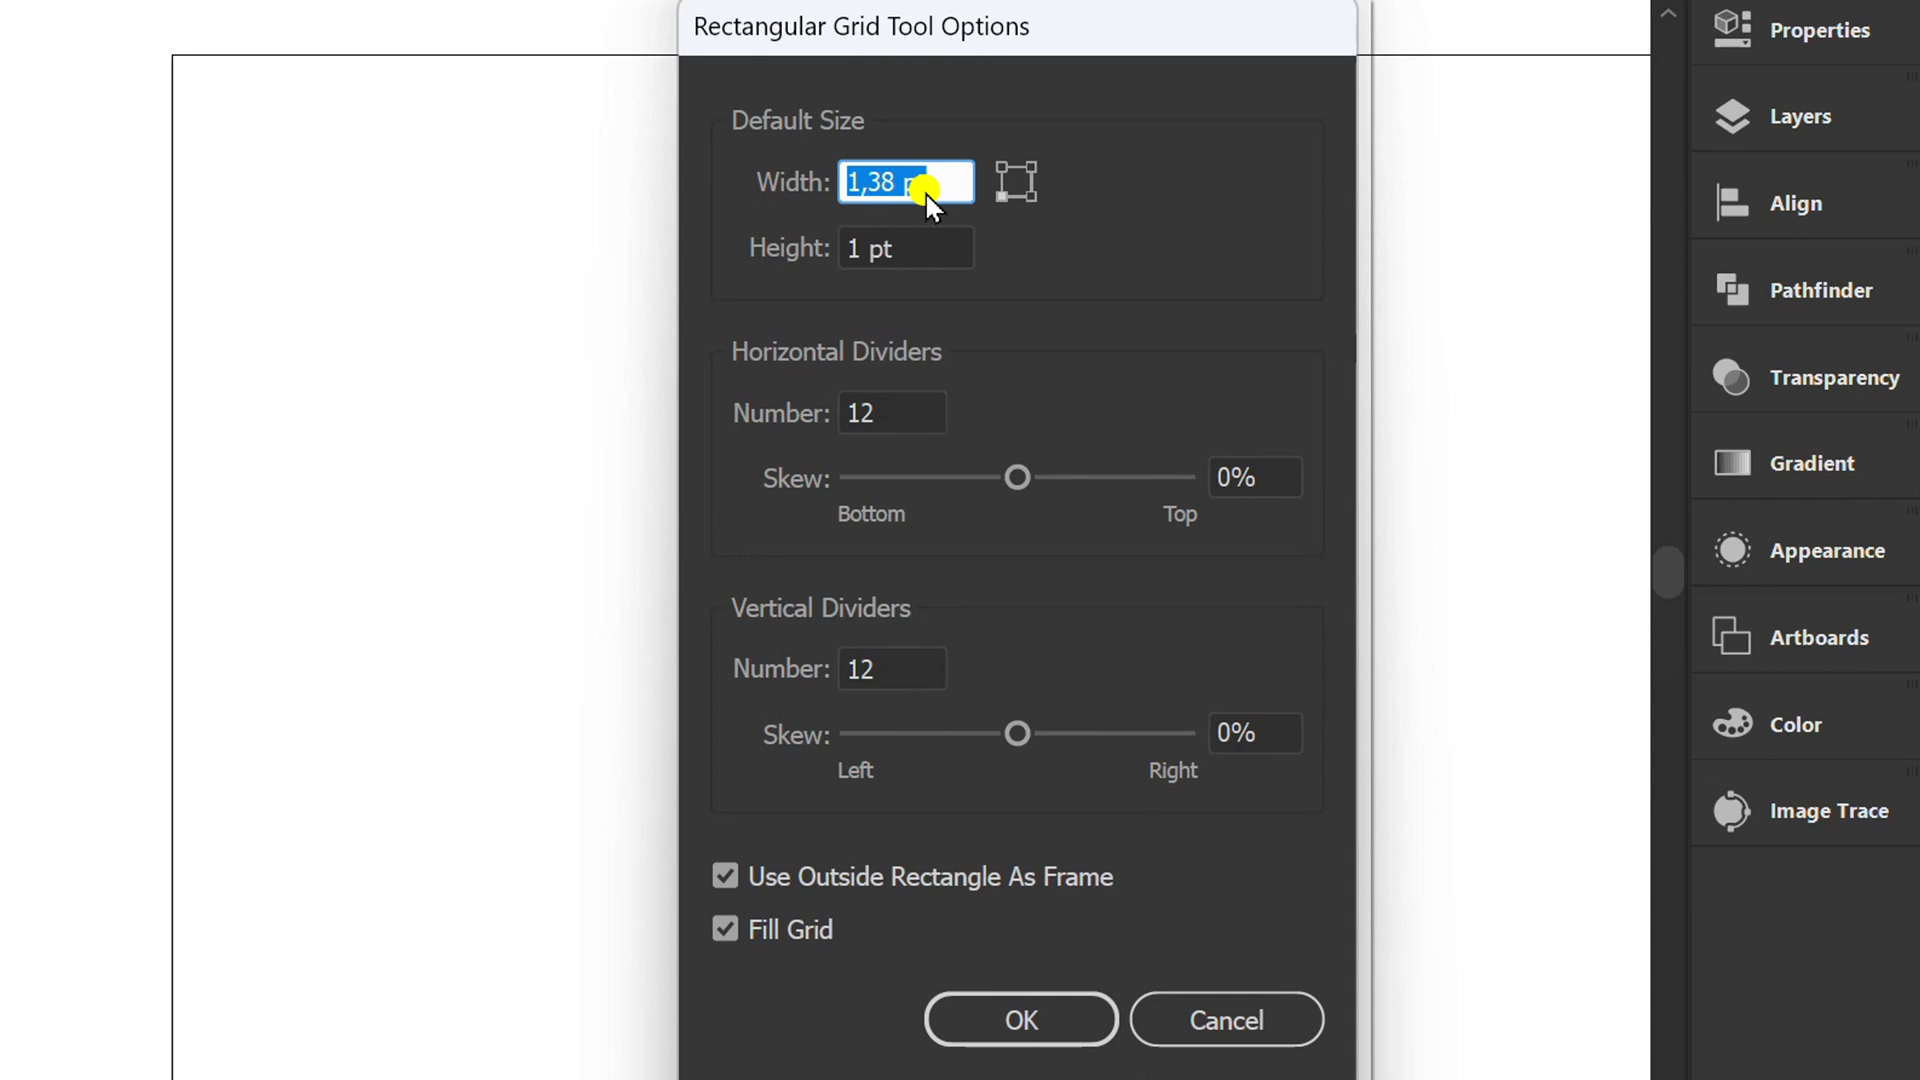 Rectangular Grid Tool Options
Default Size
Width: 1,38
Height: 1 pt
Horizontal Dividers
Number: 12
Skew: 0%
Bottom Top
Vertical Dividers
Number: 12
Skew: 0%
Left Right
Use Outside Rectangle As Frame
Fill Grid
OK Cancel
Properties
Layers
Align
Pathfinder
Transparency
Gradient
Appearance
Artboards
Color
Image Trace